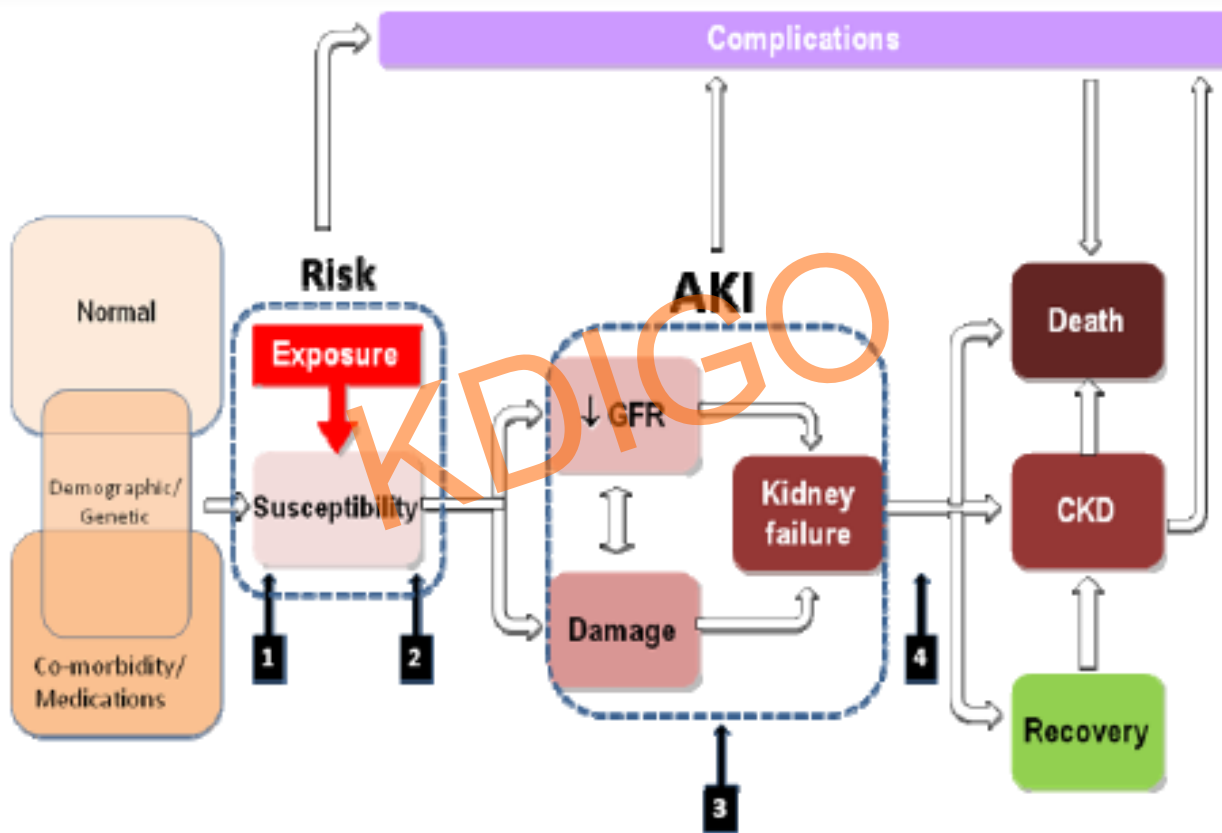 Complications
Risk
AKI
Normal
Exposure
Death
↓ GFR
KDIGO
Demographic/
Genetic
Susceptibility
Kidney
failure
CKD
Damage
Co-morbidity/
Medications
1
2
4
Recovery
3